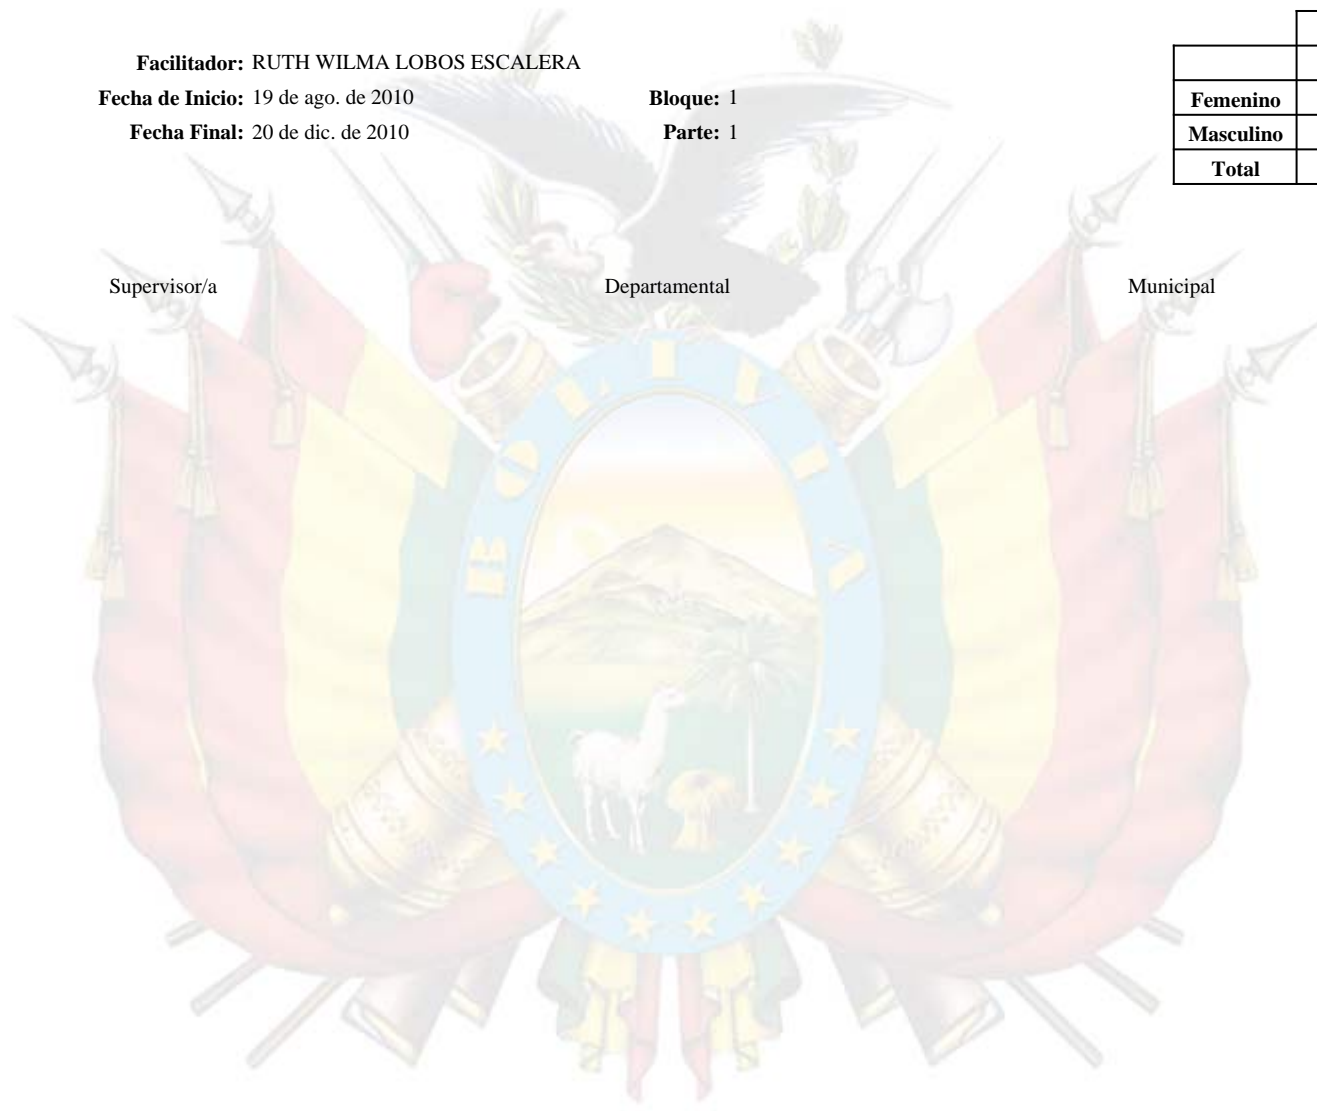 Facilitador: RUTH WILMA LOBOS ESCALERA
Fecha de Inicio: 19 de ago. de 2010 Bloque: 1
Fecha Final: 20 de dic. de 2010 Parte: 1
Femenino
Masculino
Total
Supervisor/a Departamental Municipal
BOLIVIA